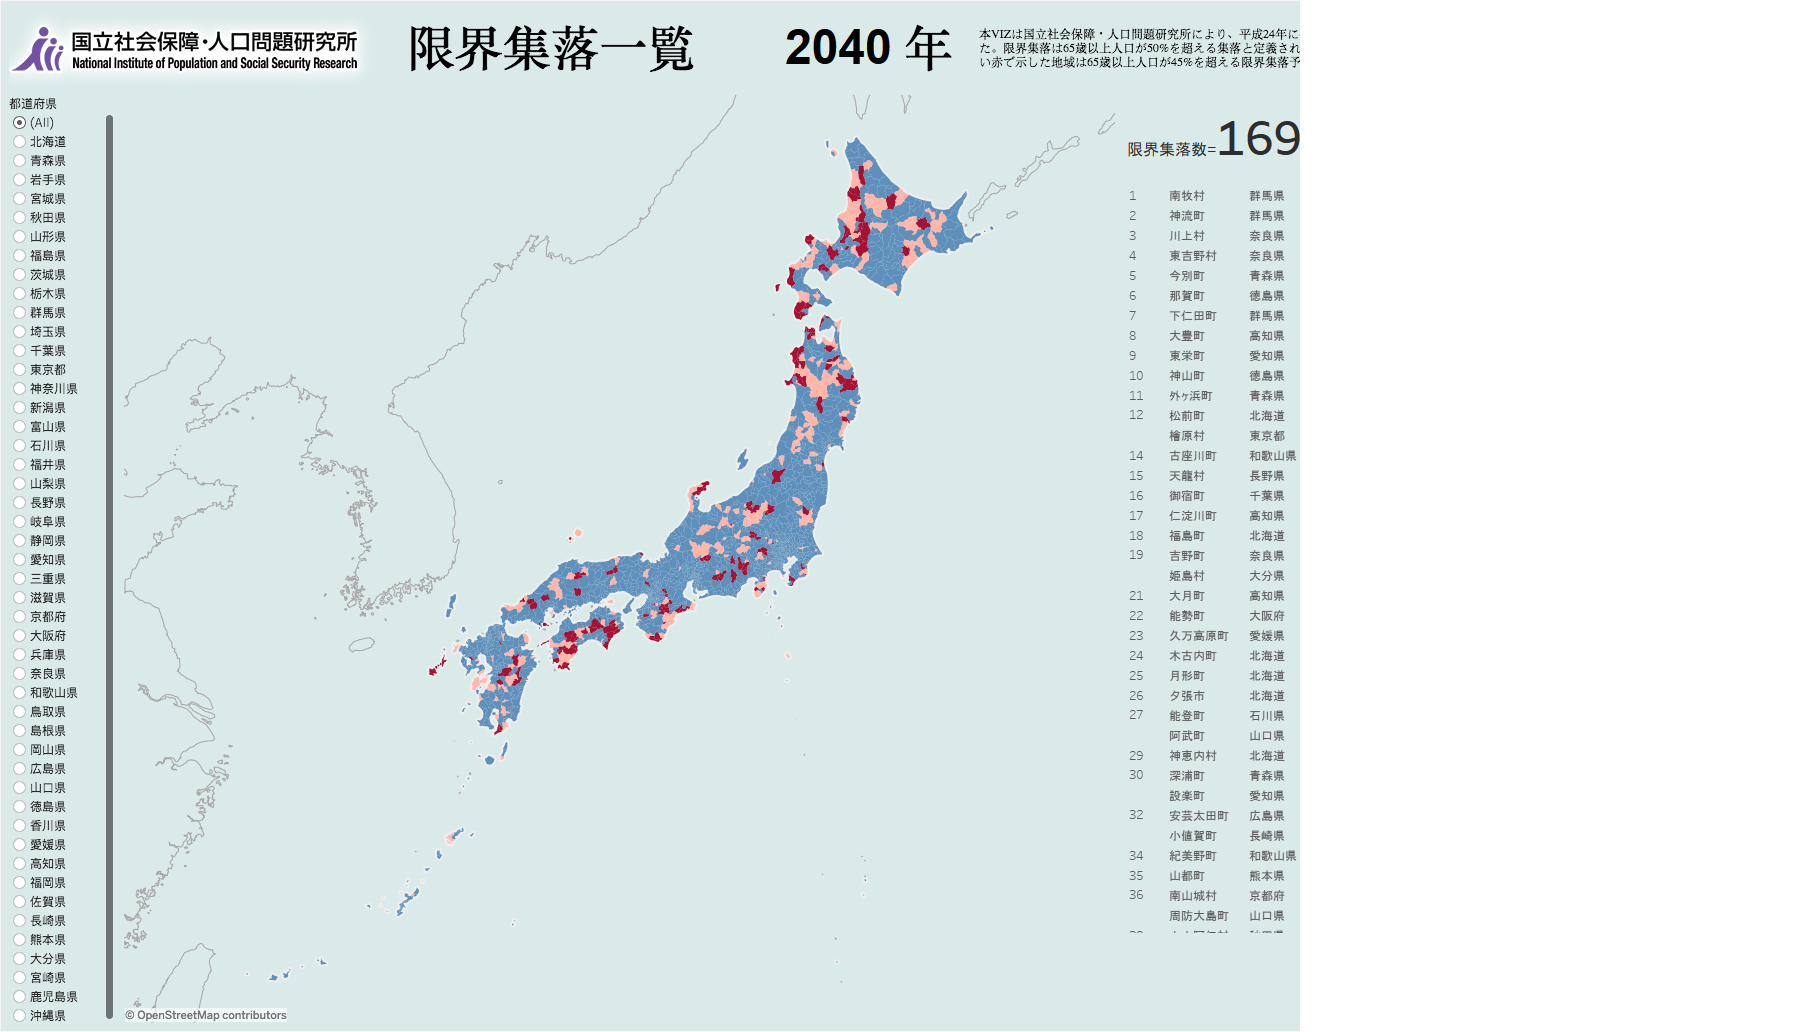 国立社会保障・人口問題研究所
National Institute of Population and Social Security Research
限界集落一覧
2040 年
本VIZは国立社会保障・人口問題研究所により、平成24年に
た。限界集落は65歳以上人口が50%を超える集落と定義され
い赤で示した地域は65歳以上人口が45%を超える限界集落予
都道府県
(All)
北海道
青森県
岩手県
宮城県
秋田県
山形県
福島県
茨城県
栃木県
群馬県
埼玉県
千葉県
東京都
神奈川県
新潟県
富山県
石川県
福井県
山梨県
長野県
岐阜県
静岡県
愛知県
三重県
滋賀県
京都府
大阪府
兵庫県
奈良県
和歌山県
鳥取県
島根県
岡山県
広島県
山口県
徳島県
香川県
愛媛県
高知県
福岡県
佐賀県
長崎県
熊本県
大分県
宮崎県
鹿児島県
沖縄県
© OpenStreetMap contributors
限界集落数=169
1 南牧村 群馬県
2 神流町 群馬県
3 川上村 奈良県
4 東吉野村 奈良県
5 今別町 青森県
6 那賀町 徳島県
7 下仁田町 群馬県
8 大豊町 高知県
9 東栄町 愛知県
10 神山町 徳島県
11 外ヶ浜町 青森県
12 松前町 北海道
檜原村 東京都
14 古座川町 和歌山県
15 天龍村 長野県
16 御宿町 千葉県
17 仁淀川町 高知県
18 福島町 北海道
19 吉野町 奈良県
姫島村 大分県
21 大月町 高知県
22 能勢町 大阪府
23 久万高原町 愛媛県
24 木古内町 北海道
25 月形町 北海道
26 夕張市 北海道
27 能登町 石川県
阿武町 山口県
29 神恵内村 北海道
30 深浦町 青森県
設楽町 愛知県
32 安芸太田町 広島県
小値賀町 長崎県
34 紀美野町 和歌山県
35 山都町 熊本県
36 南山城村 京都府
周防大島町 山口県